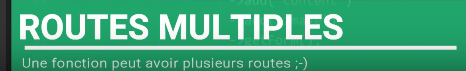 ROUTES MULTIPLES
Une fonction peut avoir plusieurs routes ;-)